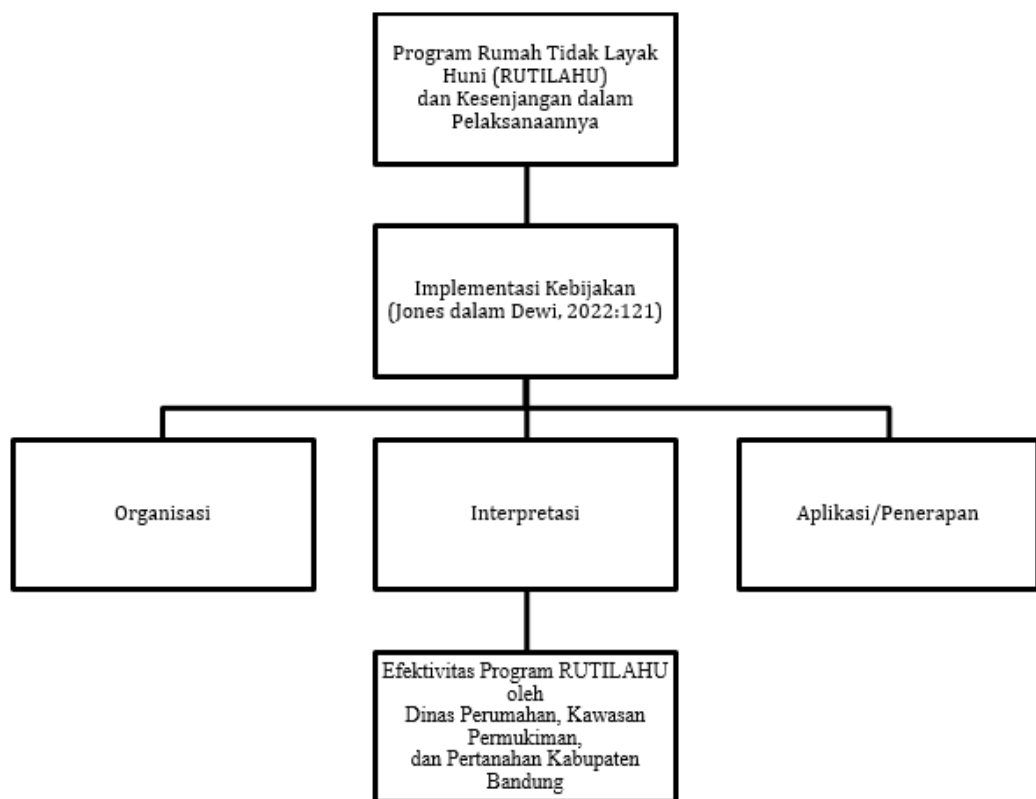 Program Rumah Tidak Layak
Huni (RUTILAHU)
dan Kesenjangan dalam
Pelaksanaannya
Implementasi Kebijakan
(Jones dalam Dewi, 2022:121)
Organisasi
Interpretasi
Aplikasi/Penerapan
Efektivitas Program RUTILAHU
oleh
Dinas Perumahan, Kawasan
Permukiman,
dan Pertanahan Kabupaten
Bandung